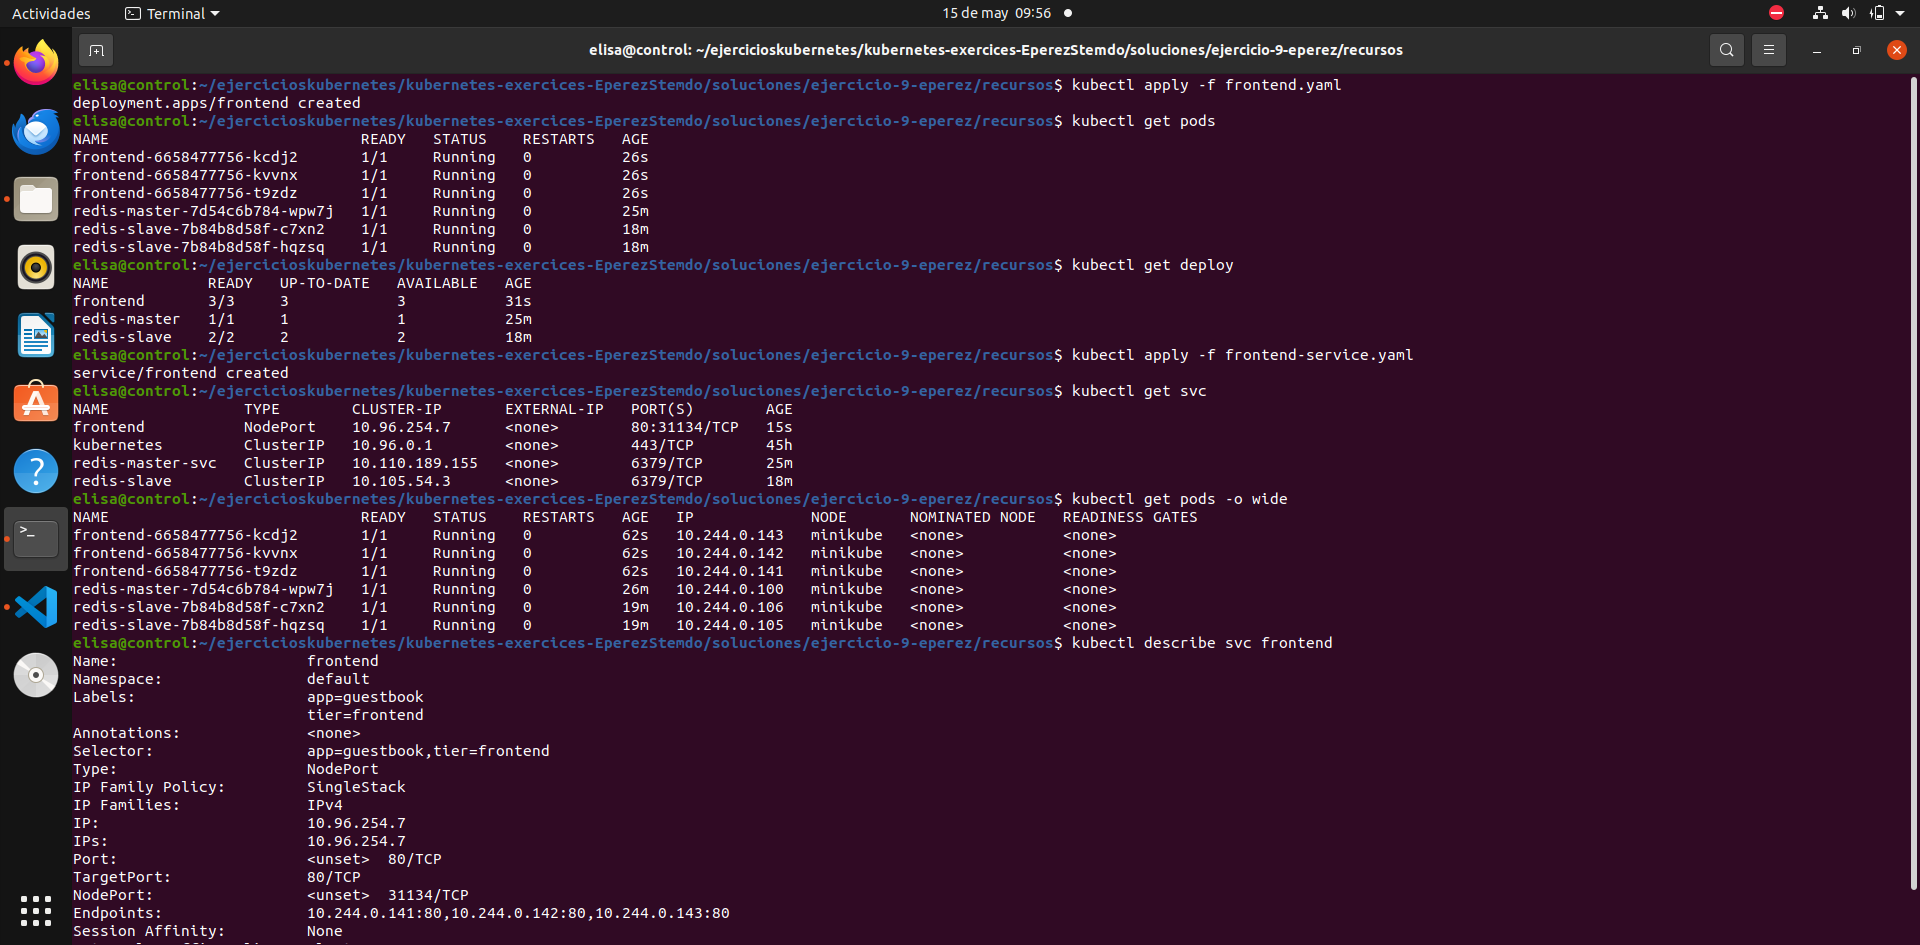 Actividades Terminal 15 de may 09:56
elisa@control: ~/ejercicioskubernetes/kubernetes-exercices-EperezStemdo/soluciones/ejercicio-9-eperez/recursos
elisa@control:~/ejercicioskubernetes/kubernetes-exercices-EperezStemdo/soluciones/ejercicio-9-eperez/recursos$ kubectl apply -f frontend.yaml
deployment.apps/frontend created
elisa@control:~/ejercicioskubernetes/kubernetes-exercices-EperezStemdo/soluciones/ejercicio-9-eperez/recursos$ kubectl get pods
NAME READY STATUS RESTARTS AGE
frontend-6658477756-kcdj2 1/1 Running 0 26s
frontend-6658477756-kvvnx 1/1 Running 0 26s
frontend-6658477756-t9zdz 1/1 Running 0 26s
redis-master-7d54c6b784-wpw7j 1/1 Running 0 25m
redis-slave-7b84b8d58f-c7xn2 1/1 Running 0 18m
redis-slave-7b84b8d58f-hqzsq 1/1 Running 0 18m
elisa@control:~/ejercicioskubernetes/kubernetes-exercices-EperezStemdo/soluciones/ejercicio-9-eperez/recursos$ kubectl get deploy
NAME READY UP-TO-DATE AVAILABLE AGE
frontend 3/3 3 3 31s
redis-master 1/1 1 1 25m
redis-slave 2/2 2 2 18m
elisa@control:~/ejercicioskubernetes/kubernetes-exercices-EperezStemdo/soluciones/ejercicio-9-eperez/recursos$ kubectl apply -f frontend-service.yaml
service/frontend created
elisa@control:~/ejercicioskubernetes/kubernetes-exercices-EperezStemdo/soluciones/ejercicio-9-eperez/recursos$ kubectl get svc
NAME TYPE CLUSTER-IP EXTERNAL-IP PORT(S) AGE
frontend NodePort 10.96.254.7 <none> 80:31134/TCP 15s
kubernetes ClusterIP 10.96.0.1 <none> 443/TCP 45h
redis-master-svc ClusterIP 10.110.189.155 <none> 6379/TCP 25m
redis-slave ClusterIP 10.105.54.3 <none> 6379/TCP 18m
elisa@control:~/ejercicioskubernetes/kubernetes-exercices-EperezStemdo/soluciones/ejercicio-9-eperez/recursos$ kubectl get pods -o wide
NAME READY STATUS RESTARTS AGE IP NODE NOMINATED NODE READINESS GATES
frontend-6658477756-kcdj2 1/1 Running 0 62s 10.244.0.143 minikube <none> <none>
frontend-6658477756-kvvnx 1/1 Running 0 62s 10.244.0.142 minikube <none> <none>
frontend-6658477756-t9zdz 1/1 Running 0 62s 10.244.0.141 minikube <none> <none>
redis-master-7d54c6b784-wpw7j 1/1 Running 0 26m 10.244.0.100 minikube <none> <none>
redis-slave-7b84b8d58f-c7xn2 1/1 Running 0 19m 10.244.0.106 minikube <none> <none>
redis-slave-7b84b8d58f-hqzsq 1/1 Running 0 19m 10.244.0.105 minikube <none> <none>
elisa@control:~/ejercicioskubernetes/kubernetes-exercices-EperezStemdo/soluciones/ejercicio-9-eperez/recursos$ kubectl describe svc frontend
Name: frontend
Namespace: default
Labels: app=guestbook
tier=frontend
Annotations: <none>
Selector: app=guestbook,tier=frontend
Type: NodePort
IP Family Policy: SingleStack
IP Families: IPv4
IP: 10.96.254.7
IPs: 10.96.254.7
Port: <unset> 80/TCP
TargetPort: 80/TCP
NodePort: <unset> 31134/TCP
Endpoints: 10.244.0.141:80,10.244.0.142:80,10.244.0.143:80
Session Affinity: None